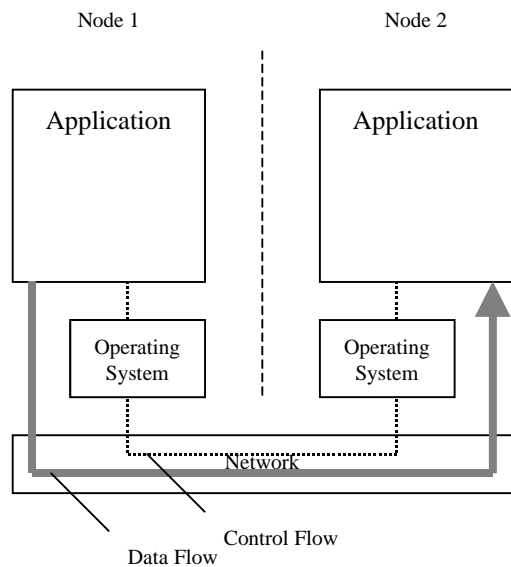 Node 1
Node 2
Application
Application
Operating
System
Operating
System
Network
Control Flow
Data Flow